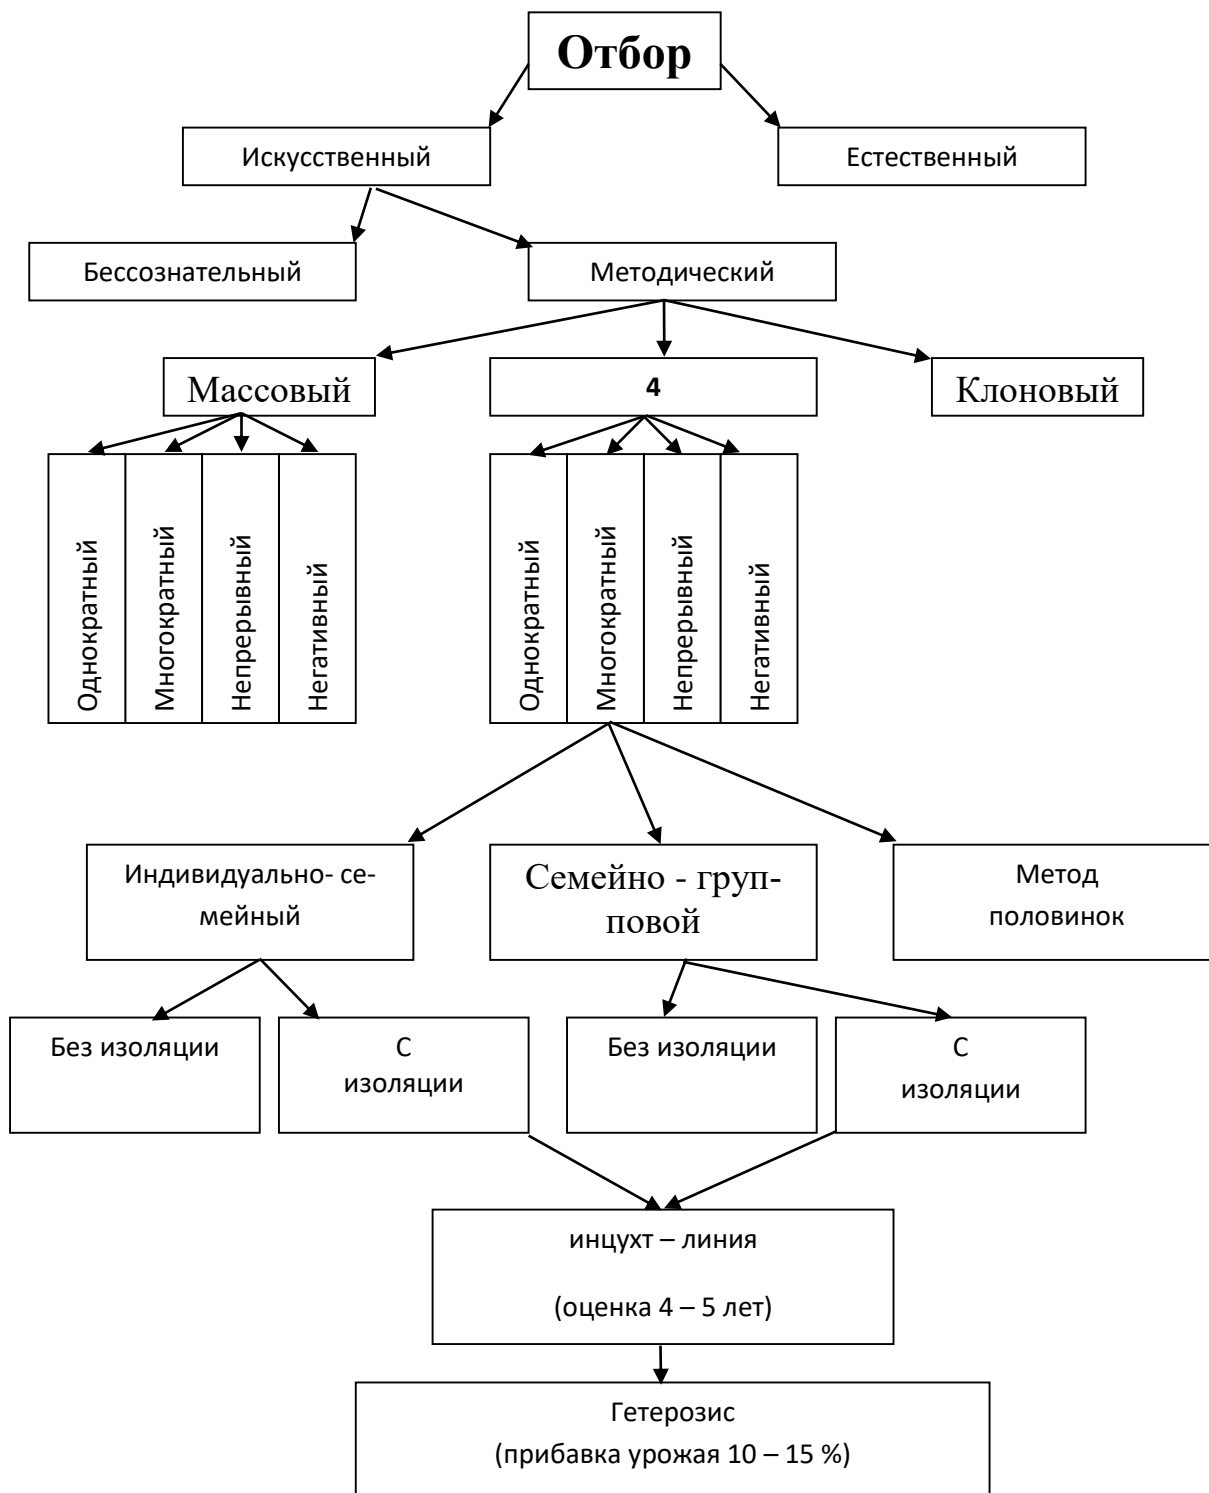 Отбор
Искусственный
Естественный
Бессознательный
Методический
Массовый
4
Клоновый
Однократный
Многократный
Непрерывный
Негативный
Однократный
Многократный
Непрерывный
Негативный
Индивидуально- се-
мейный
Семейно - груп-
повой
Метод
половинок
Без изоляции
С
изоляции
Без изоляции
С
изоляции
инцухт – линия
(оценка 4 – 5 лет)
Гетерозис
(прибавка урожая 10 – 15 %)